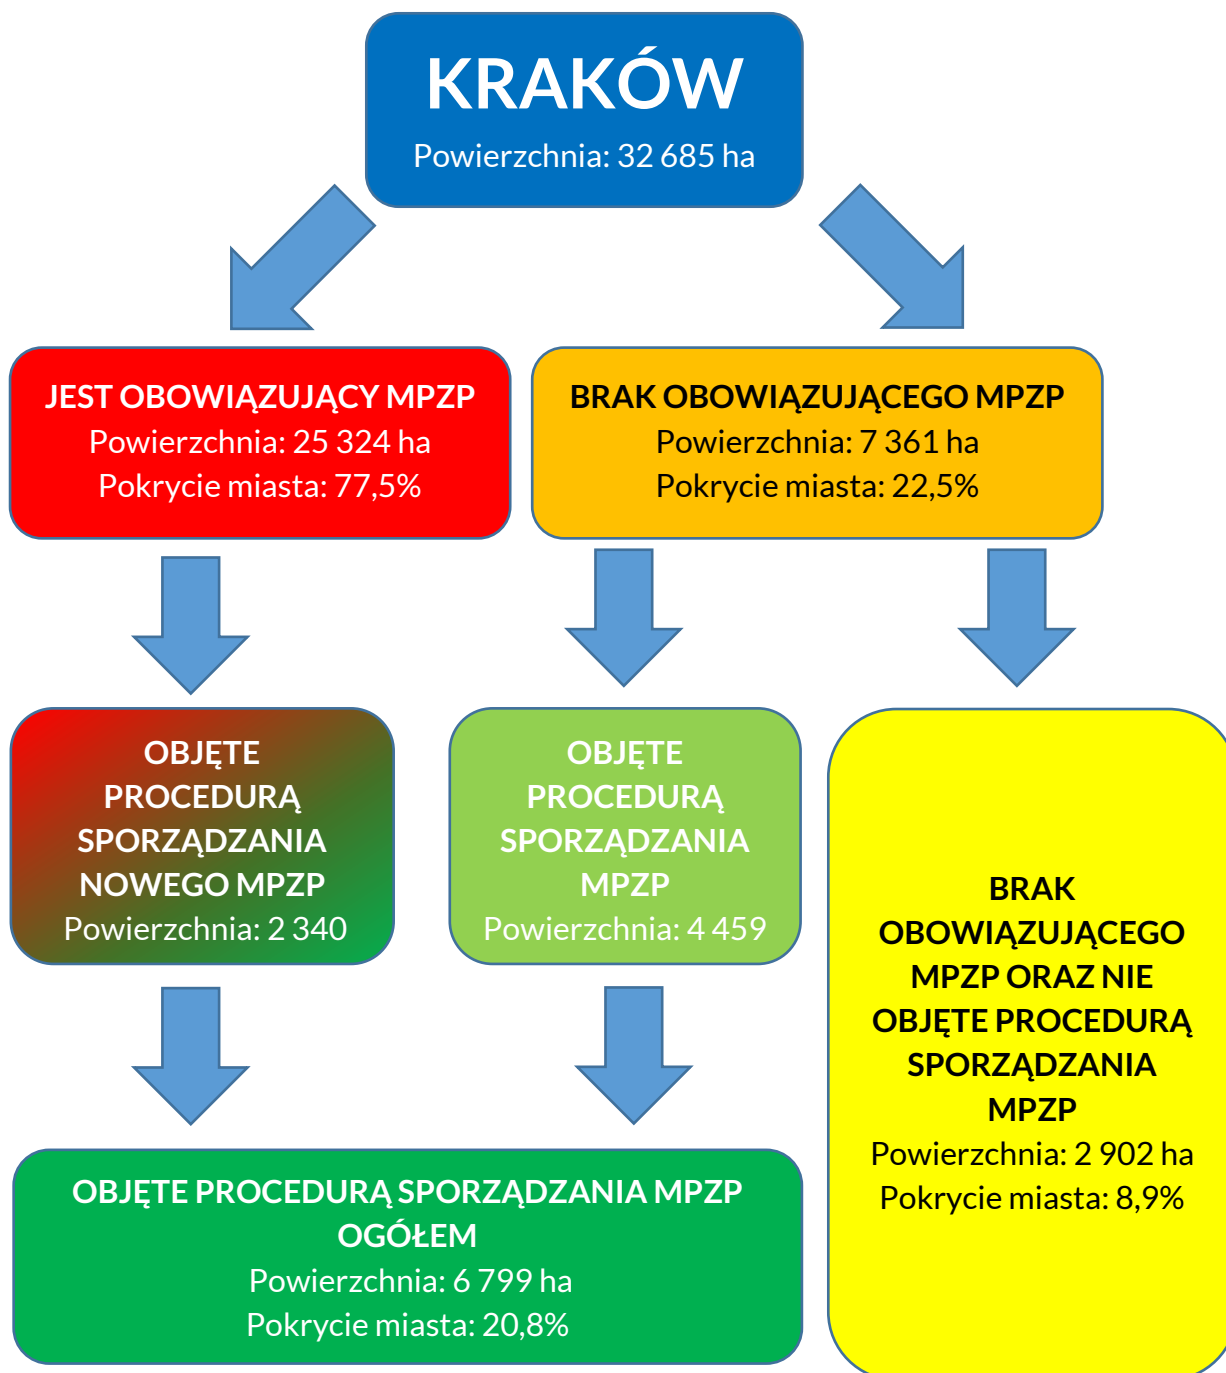 KRAKÓW
Powierzchnia: 32 685 ha
JEST OBOWIĄZUJĄCY MPZP
Powierzchnia: 25 324 ha
Pokrycie miasta: 77,5%
BRAK OBOWIĄZUJĄCEGO MPZP
Powierzchnia: 7 361 ha
Pokrycie miasta: 22,5%
OBJĘTE
PROCEDURĄ
SPORZĄDZANIA
NOWEGO MPZP
Powierzchnia: 2 340
OBJĘTE
PROCEDURĄ
SPORZĄDZANIA
MPZP
Powierzchnia: 4 459
BRAK
OBOWIĄZUJĄCEGO
MPZP ORAZ NIE
OBJĘTE PROCEDURĄ
SPORZĄDZANIA
MPZP
Powierzchnia: 2 902 ha
Pokrycie miasta: 8,9%
OBJĘTE PROCEDURĄ SPORZĄDZANIA MPZP
OGÓŁEM
Powierzchnia: 6 799 ha
Pokrycie miasta: 20,8%